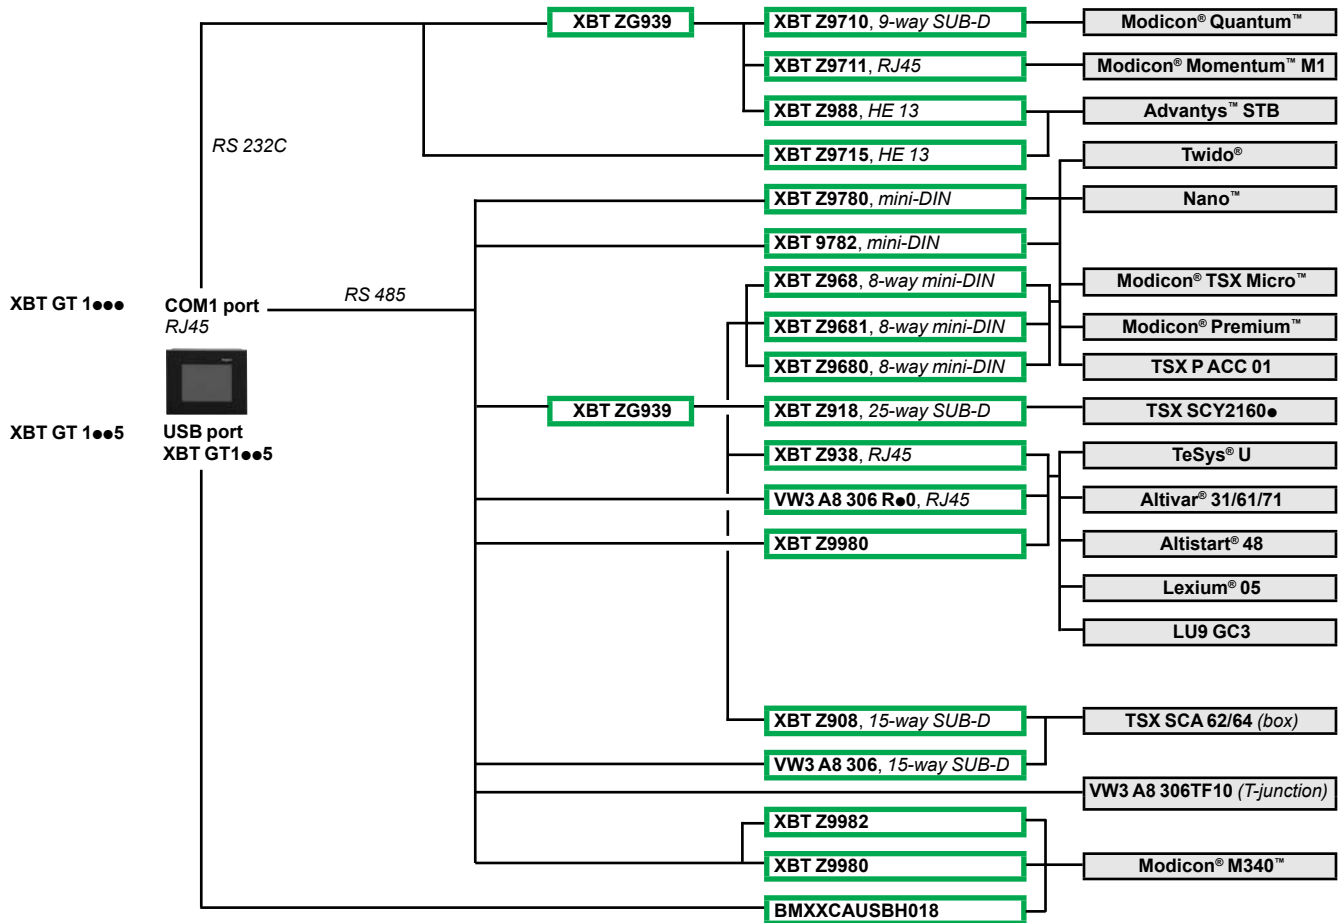 XBT ZG939
XBT Z9710, 9-way SUB-D
Modicon® Quantum™
XBT Z9711, RJ45
Modicon® Momentum™ M1
XBT Z988, HE 13
Advantys™ STB
RS 232C
XBT Z9715, HE 13
Twido®
XBT Z9780, mini-DIN
Nano™
XBT 9782, mini-DIN
XBT Z968, 8-way mini-DIN
Modicon® TSX Micro™
XBT GT 1●●●
COM1 port
RJ45
RS 485
XBT Z9681, 8-way mini-DIN
Modicon® Premium™
XBT Z9680, 8-way mini-DIN
TSX P ACC 01
XBT ZG939
XBT Z918, 25-way SUB-D
TSX SCY2160●
XBT GT 1●●5
USB port
XBT GT1●●5
XBT Z938, RJ45
TeSys® U
VW3 A8 306 R●0, RJ45
Altivar® 31/61/71
XBT Z9980
Altistart® 48
Lexium® 05
LU9 GC3
XBT Z908, 15-way SUB-D
TSX SCA 62/64 (box)
VW3 A8 306, 15-way SUB-D
VW3 A8 306TF10 (T-junction)
XBT Z9982
XBT Z9980
Modicon® M340™
BMXXCAUSBH018